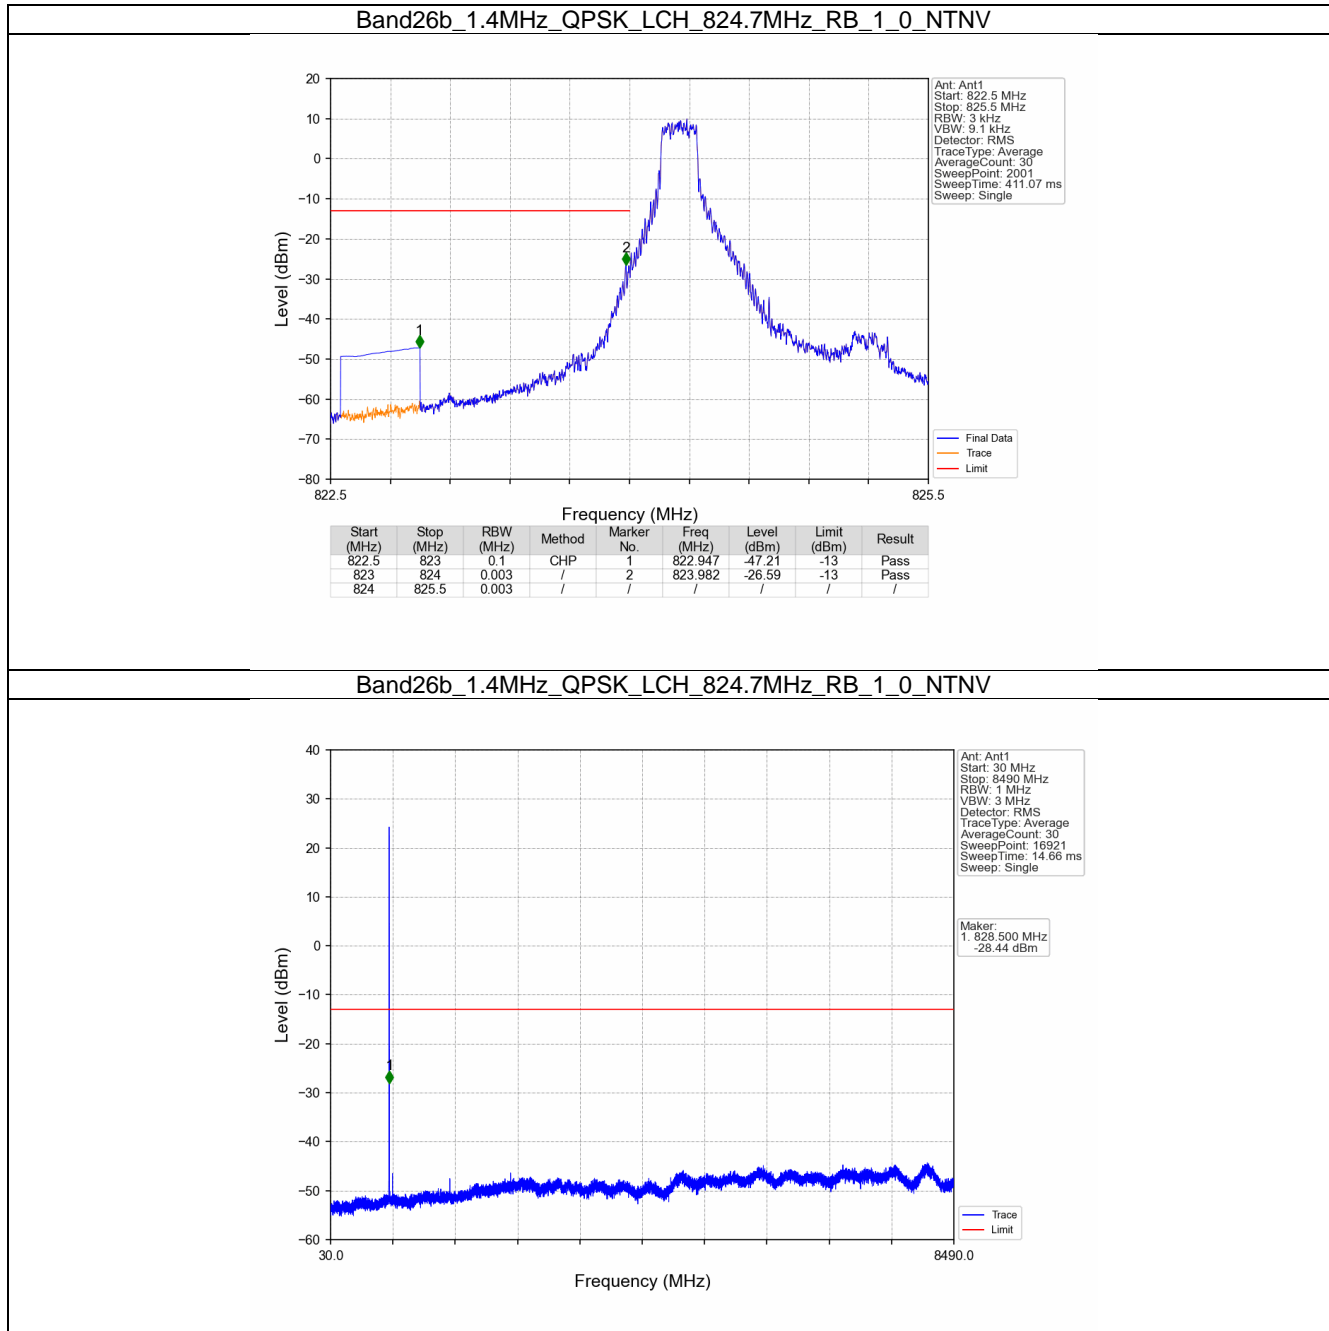 Band26b_1.4MHz_QPSK_LCH_824.7MHz_RB_1_0_NTNV
20
10
0
−10
−20
−30
−40
−50
−60
−70
−80
Level (dBm)
1
2
822.5
825.5
Frequency (MHz)
Ant: Ant1
Start: 822.5 MHz
Stop: 825.5 MHz
RBW: 3 kHz
VBW: 9.1 kHz
Detector: RMS
TraceType: Average
AverageCount: 30
SweepPoint: 2001
SweepTime: 411.07 ms
Sweep: Single
Final Data
Trace
Limit
Start (MHz) Stop (MHz) RBW (MHz) Method Marker No. Freq (MHz) Level (dBm) Limit (dBm) Result
822.5 823 0.1 CHP 1 822.947 -47.21 -13 Pass
823 824 0.003 / 2 823.982 -26.59 -13 Pass
824 825.5 0.003 / / / / / /
Band26b_1.4MHz_QPSK_LCH_824.7MHz_RB_1_0_NTNV
40
30
20
10
0
−10
−20
−30
−40
−50
−60
Level (dBm)
1
30.0
8490.0
Frequency (MHz)
Ant: Ant1
Start: 30 MHz
Stop: 8490 MHz
RBW: 1 MHz
VBW: 3 MHz
Detector: RMS
TraceType: Average
AverageCount: 30
SweepPoint: 16921
SweepTime: 14.66 ms
Sweep: Single
Maker:
1. 828.500 MHz
-28.44 dBm
Trace
Limit